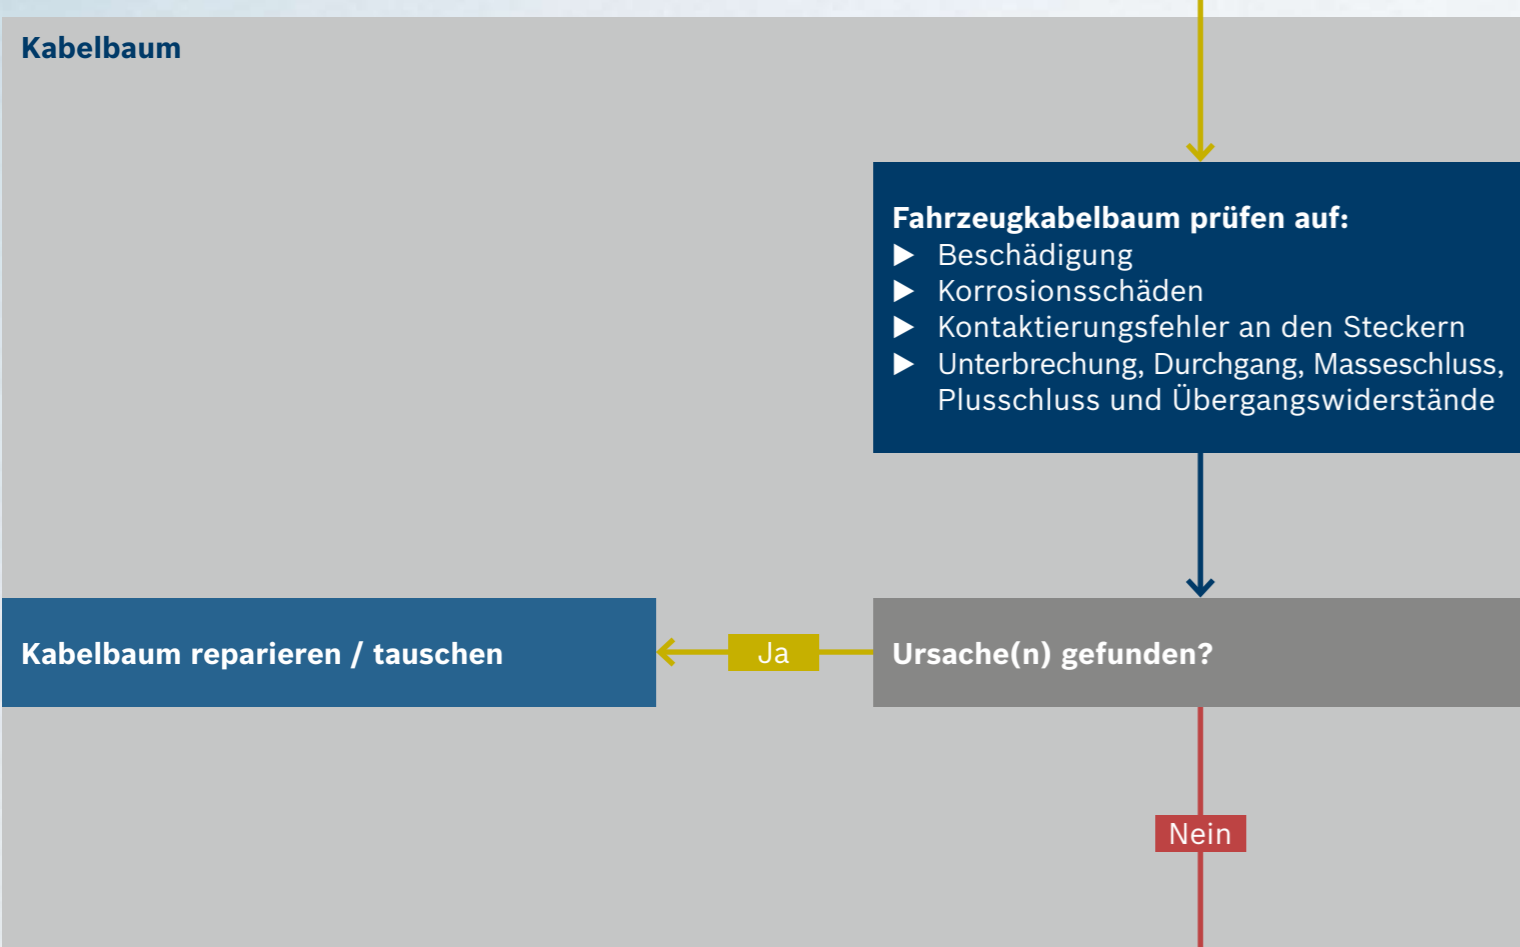 Kabelbaum
Fahrzeugkabelbaum prüfen auf:
▶ Beschädigung
▶ Korrosionsschäden
▶ Kontaktierungsfehler an den Steckern
▶ Unterbrechung, Durchgang, Masseschluss,
Plusschluss und Übergangswiderstände
Kabelbaum reparieren / tauschen
Ja
Ursache(n) gefunden?
Nein